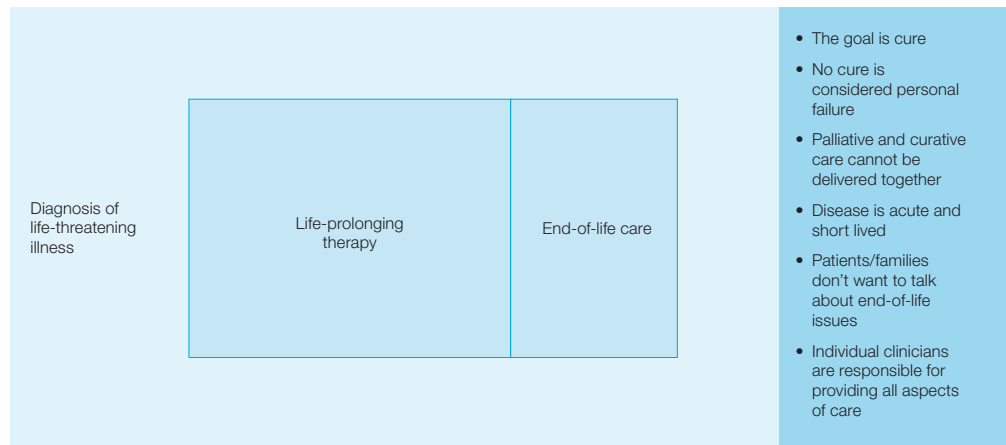 Diagnosis of
life-threatening
illness
Life-prolonging
therapy
End-of-life care
• The goal is cure
• No cure is
considered personal
failure
• Palliative and curative
care cannot be
delivered together
• Disease is acute and
short lived
• Patients/families
don’t want to talk
about end-of-life
issues
• Individual clinicians
are responsible for
providing all aspects
of care